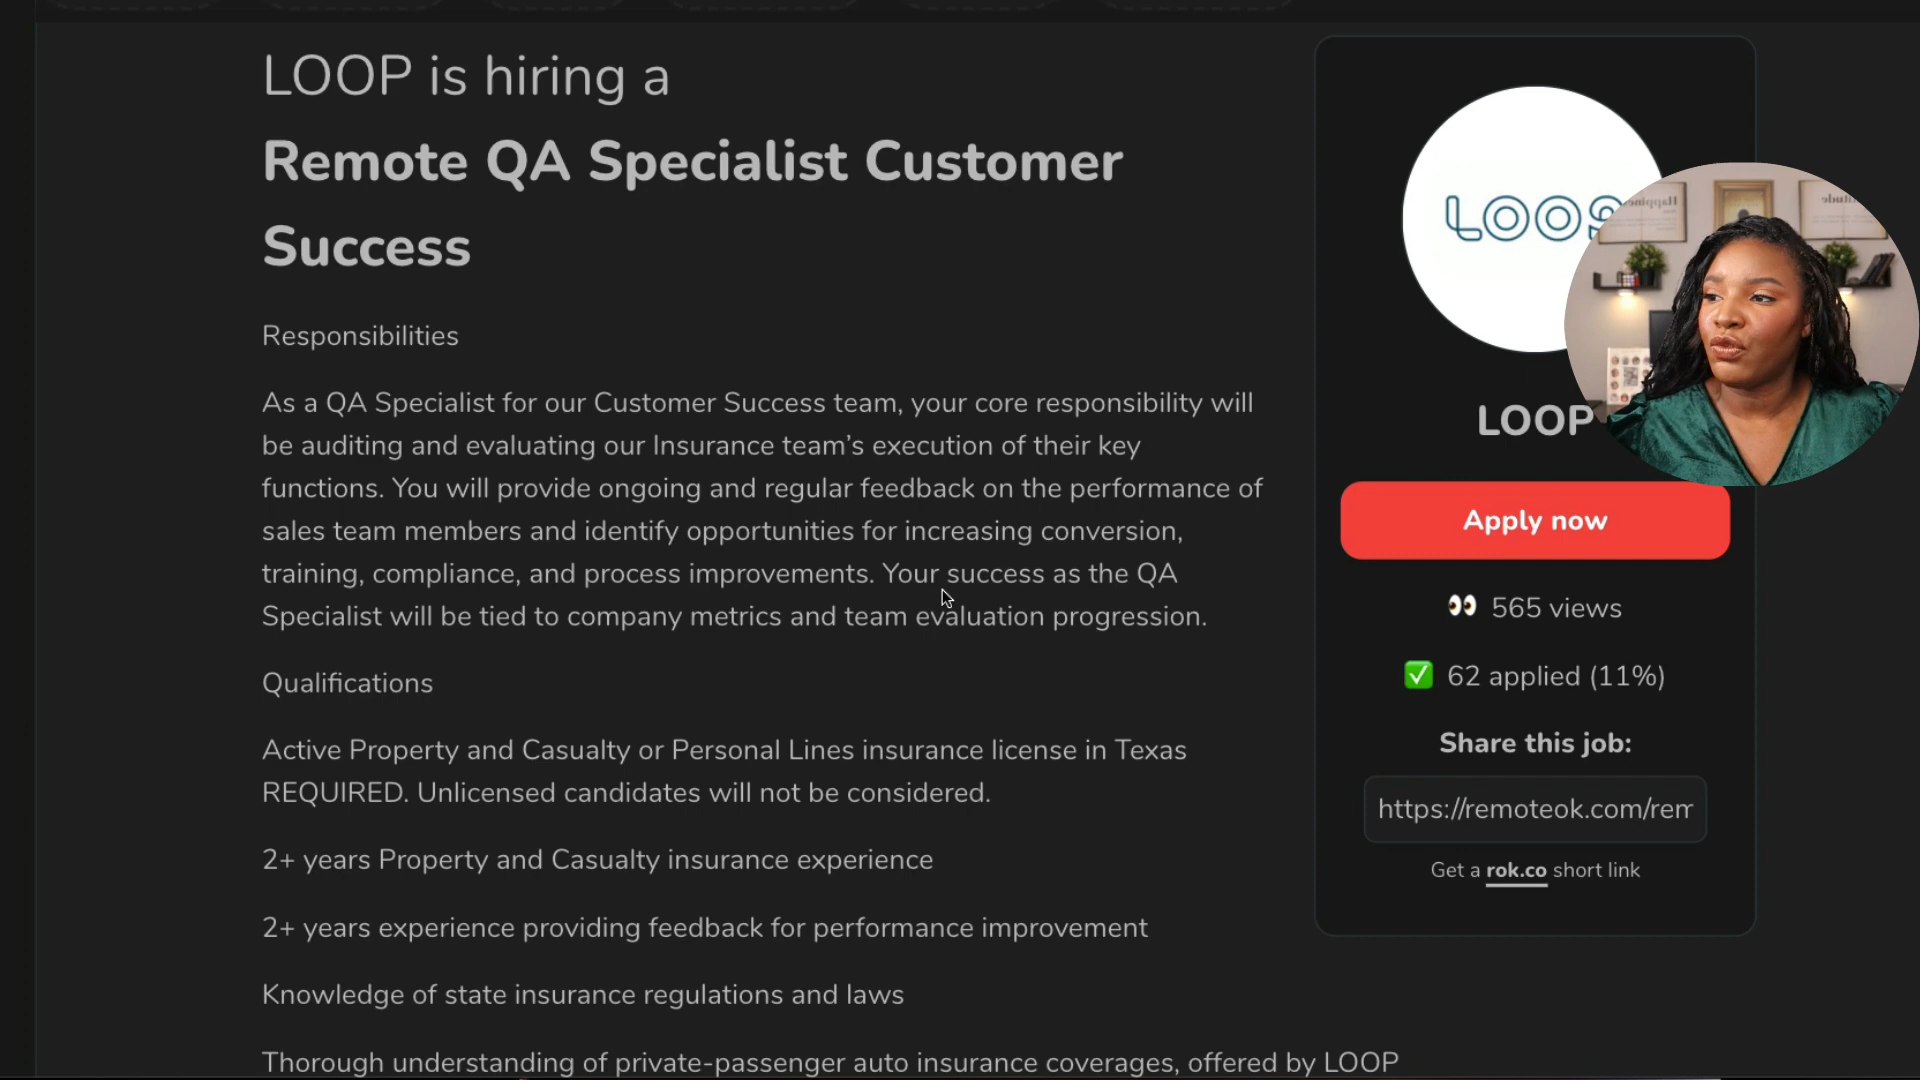 LOOP is hiring a
Remote QA Specialist Customer
Success
Responsibilities
As a QA Specialist for our Customer Success team, your core responsibility will
be auditing and evaluating our Insurance team’s execution of their key
functions. You will provide ongoing and regular feedback on the performance of
sales team members and identify opportunities for increasing conversion,
training, compliance, and process improvements. Your success as the QA
Specialist will be tied to company metrics and team evaluation progression.
Qualifications
Active Property and Casualty or Personal Lines insurance license in Texas
REQUIRED. Unlicensed candidates will not be considered.
2+ years Property and Casualty insurance experience
2+ years experience providing feedback for performance improvement
Knowledge of state insurance regulations and laws
Thorough understanding of private-passenger auto insurance coverages, offered by LOOP
LOOP
Apply now
👀 565 views
✅ 62 applied (11%)
Share this job:
https://remoteok.com/rem
Get a rok.co short link